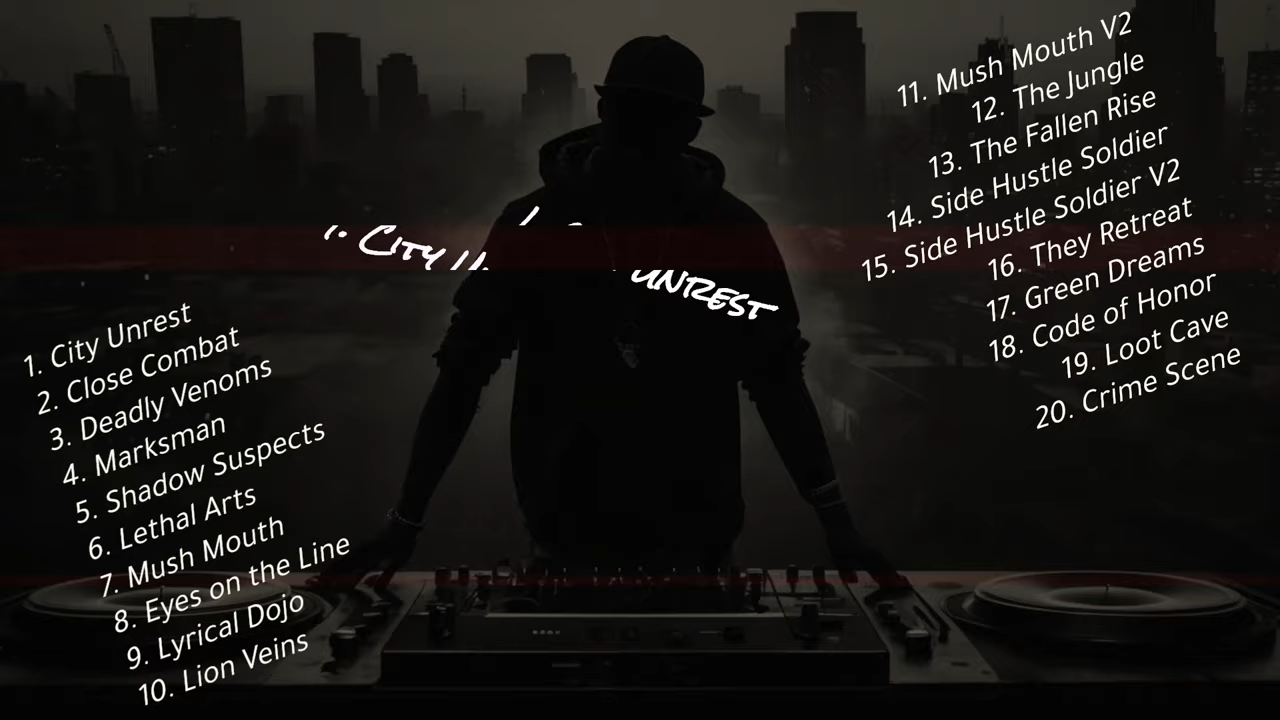 1. City Unrest
2. Close Combat
3. Deadly Venoms
4. Marksman
5. Shadow Suspects
6. Lethal Arts
7. Mush Mouth
8. Eyes on the Line
9. Lyrical Dojo
10. Lion Veins
1. CITY
UNREST
11. Mush Mouth V2
12. The Jungle
13. The Fallen Rise
14. Side Hustle Soldier
15. Side Hustle Soldier V2
16. They Retreat
17. Green Dreams
18. Code of Honor
19. Loot Cave
20. Crime Scene